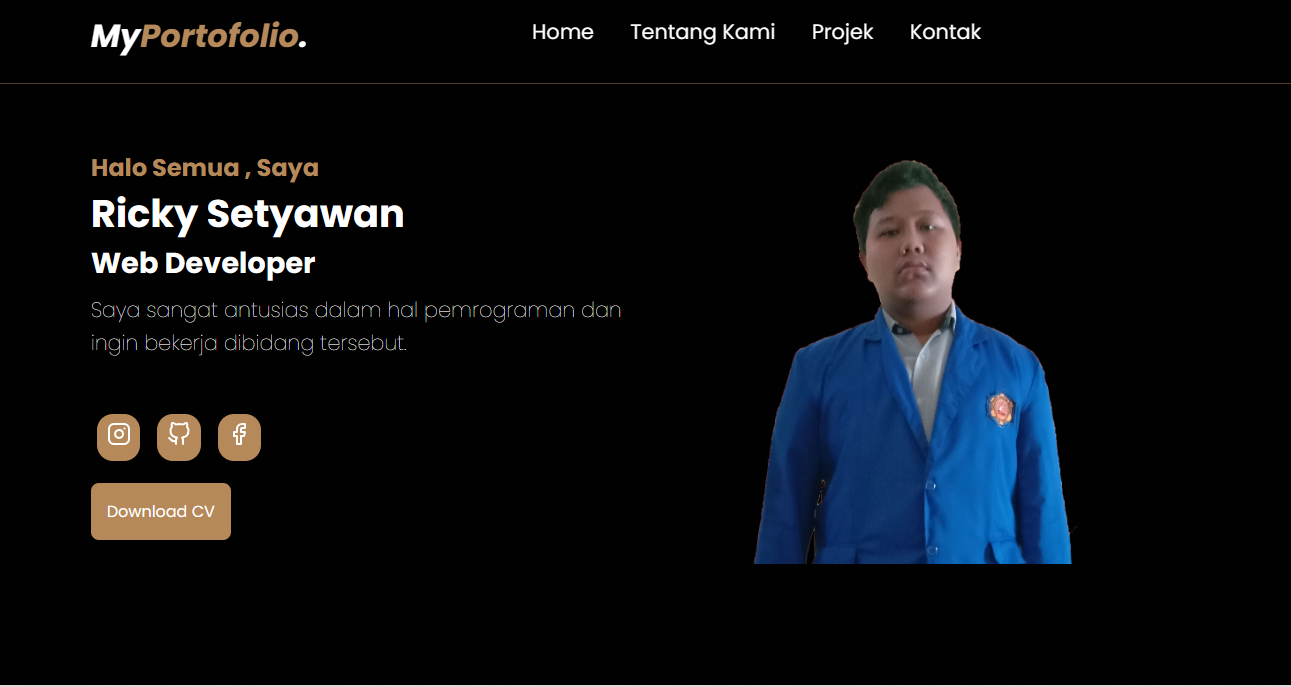 MyPortofolio.
Home Tentang Kami Projek Kontak
Halo Semua , Saya
Ricky Setyawan
Web Developer
Saya sangat antusias dalam hal pemrograman dan
ingin bekerja dibidang tersebut.
Download CV